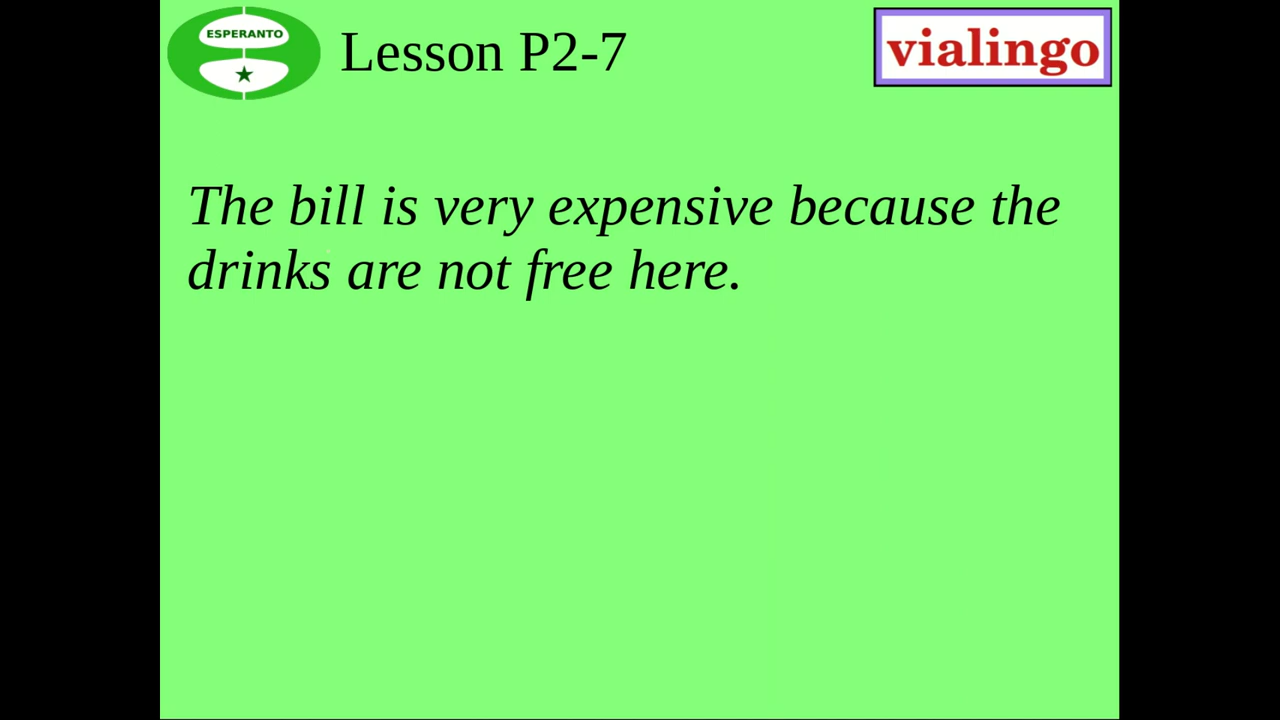 ESPERANTO
Lesson P2-7
vialingo
The bill is very expensive because the
drinks are not free here.